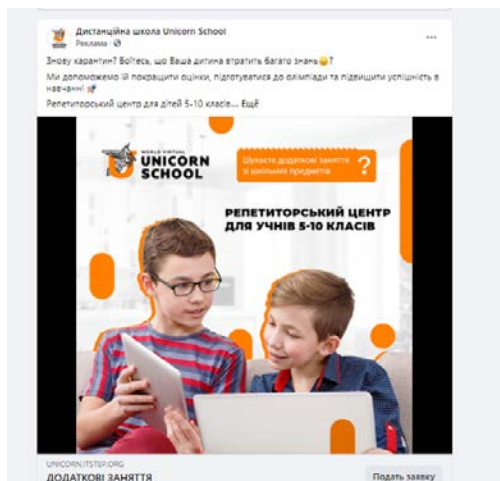 Дистанційна школа Unicorn School
Реклама ·
Знову карантин? Боїтесь, що Ваша дитина втратить багато знань😔?
Ми допоможемо їй покращити оцінки, підготуватися до олімпіади та підвищити успішність в
навчанні 🚀
Репетиторський центр для дітей 5-10 класів... Ещё
WORLD VIRTUAL
UNICORN
SCHOOL
Шукаєте додаткові заняття
зі шкільних предметів ?
РЕПЕТИТОРСЬКИЙ ЦЕНТР
ДЛЯ УЧНІВ 5-10 КЛАСІВ
UNICORN.ITSTEP.ORG
ДОДАТКОВІ ЗАНЯТТЯ
Подать заявку